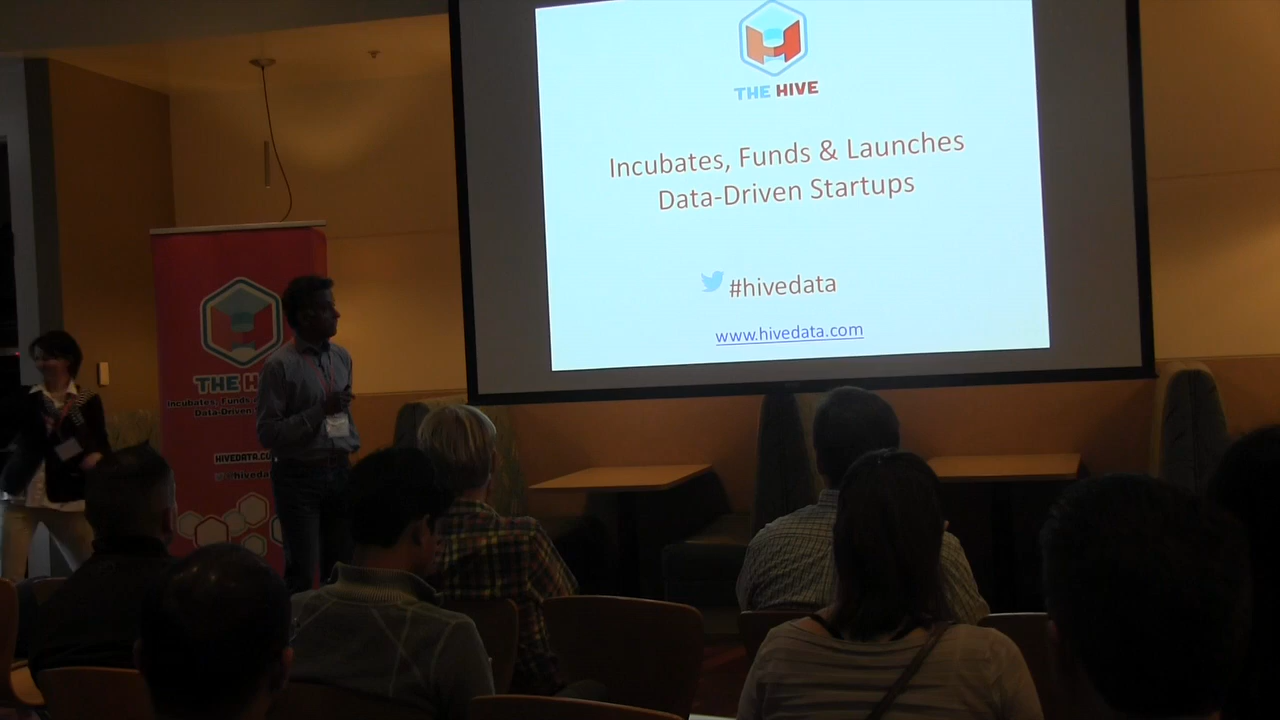 THE HIVE
Incubates, Funds & Launches
Data-Driven Startups
#hivedata
www.hivedata.com
THE H
Incubates, Funds
Data-Driven
HIVEDATA.CO
@hiveda